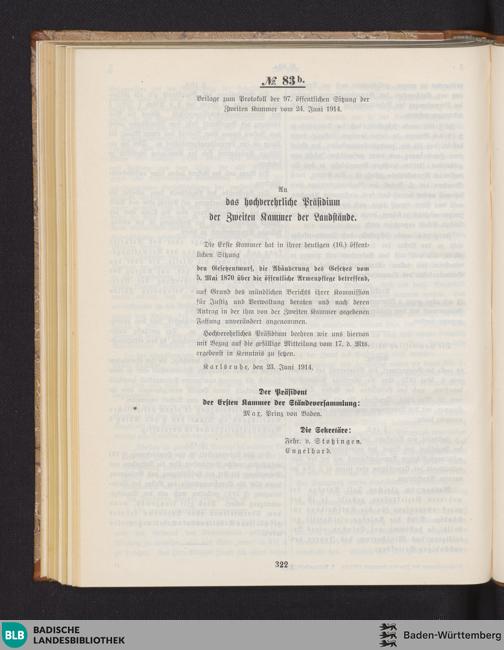 № 83 b.
Beilage zum Protokoll der 97. öffentlichen Sitzung der
Zweiten Kammer vom 24. Juni 1914.
An
das hochverehrliche Präsidium
der Zweiten Kammer der Landstände.
Die Erste Kammer hat in ihrer heutigen (16.) öffent-
lichen Sitzung
den Gesetzentwurf, die Abänderung des Gesetzes vom
5. Mai 1870 über die öffentliche Armenpflege betreffend,
auf Grund des mündlichen Berichts ihrer Kommission
für Justiz und Verwaltung beraten und nach deren
Antrag in der ihm von der Zweiten Kammer gegebenen
Fassung unverändert angenommen.
Hochverehrliches Präsidium beehren wir uns hiervon
mit Bezug auf die gefällige Mitteilung vom 17. d. Mts.
ergebenst in Kenntnis zu setzen.
Karlsruhe, den 23. Juni 1914.
Der Präsident
der Ersten Kammer der Ständeversammlung:
Max, Prinz von Baden.
Die Sekretäre:
Frhr. v. Stotzingen.
Engelhard.
322
BLB BADISCHE
LANDESBIBLIOTHEK
Baden-Württemberg